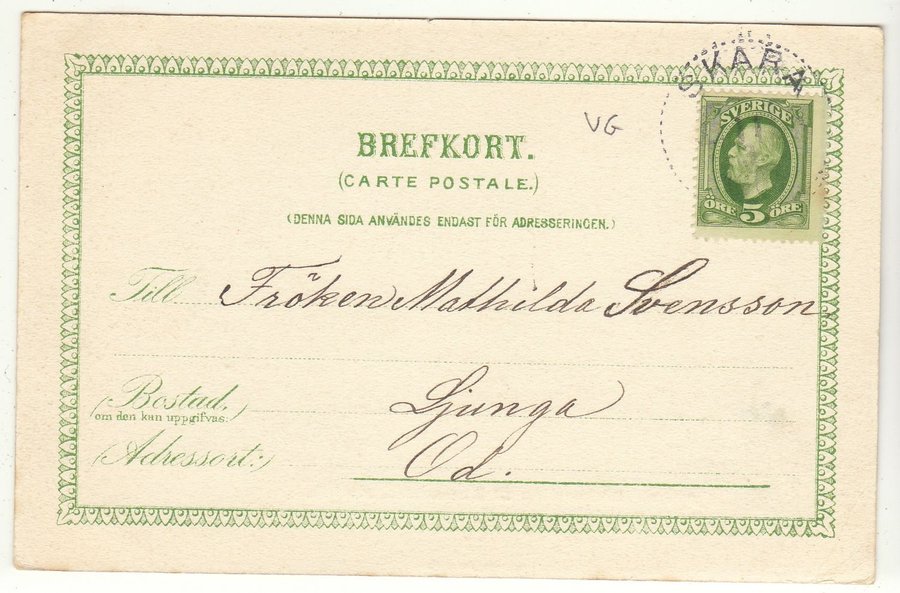 SKARA
SVERIGE
ÖRE 5 ÖRE
VG
BREFKORT.
(CARTE POSTALE.)
(DENNA SIDA ANVÄNDES ENDAST FÖR ADRESSERINGEN.)
Till Fröken Mathilda Svensson
(Bostad,
om den kan uppgifvas:) Ljunga
(Adressort:) Od.